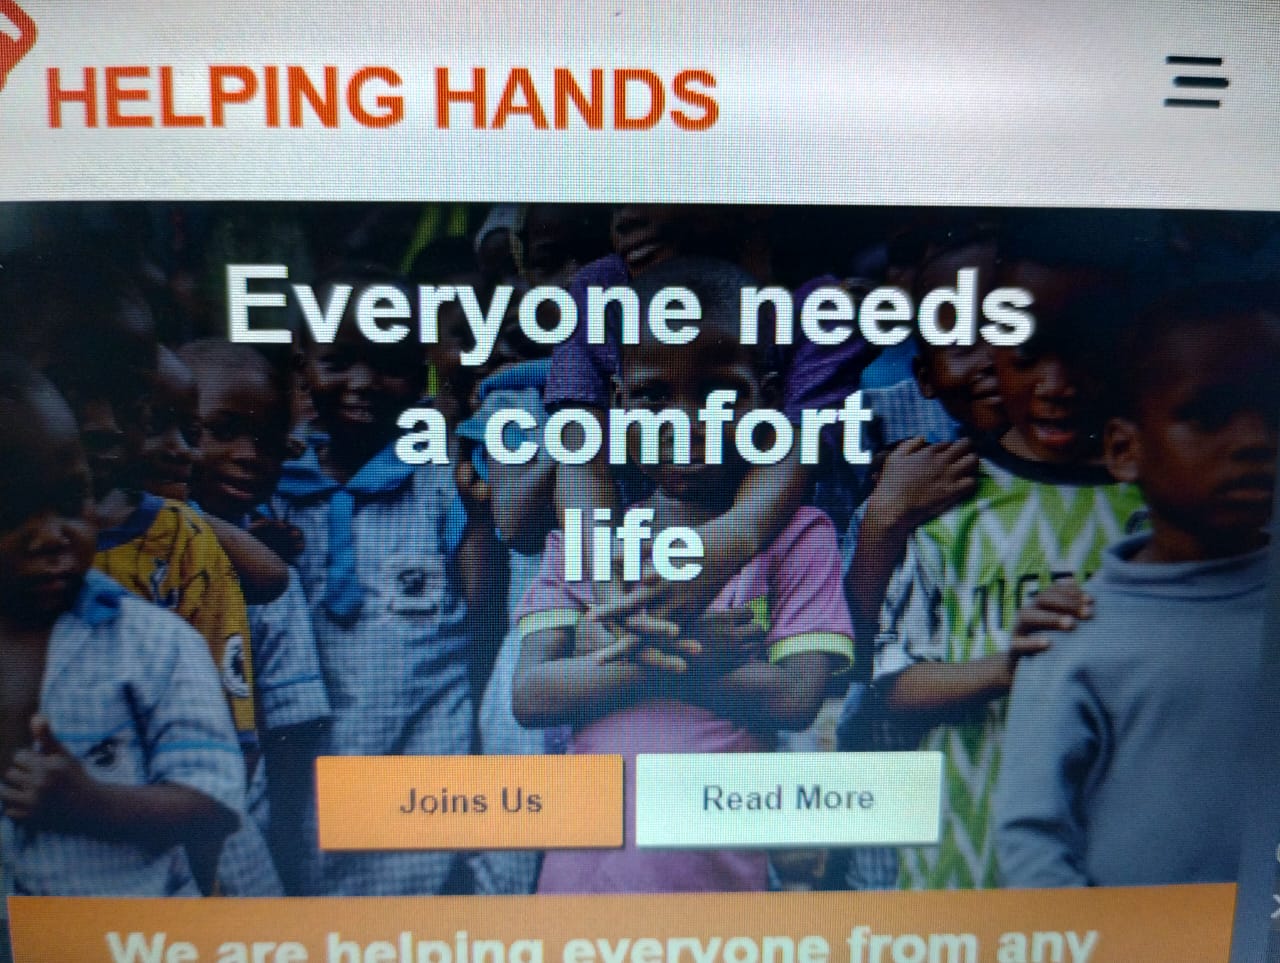 HELPING HANDS
Everyone needs
a comfort
life
Joins Us
Read More
We are helping everyone from any